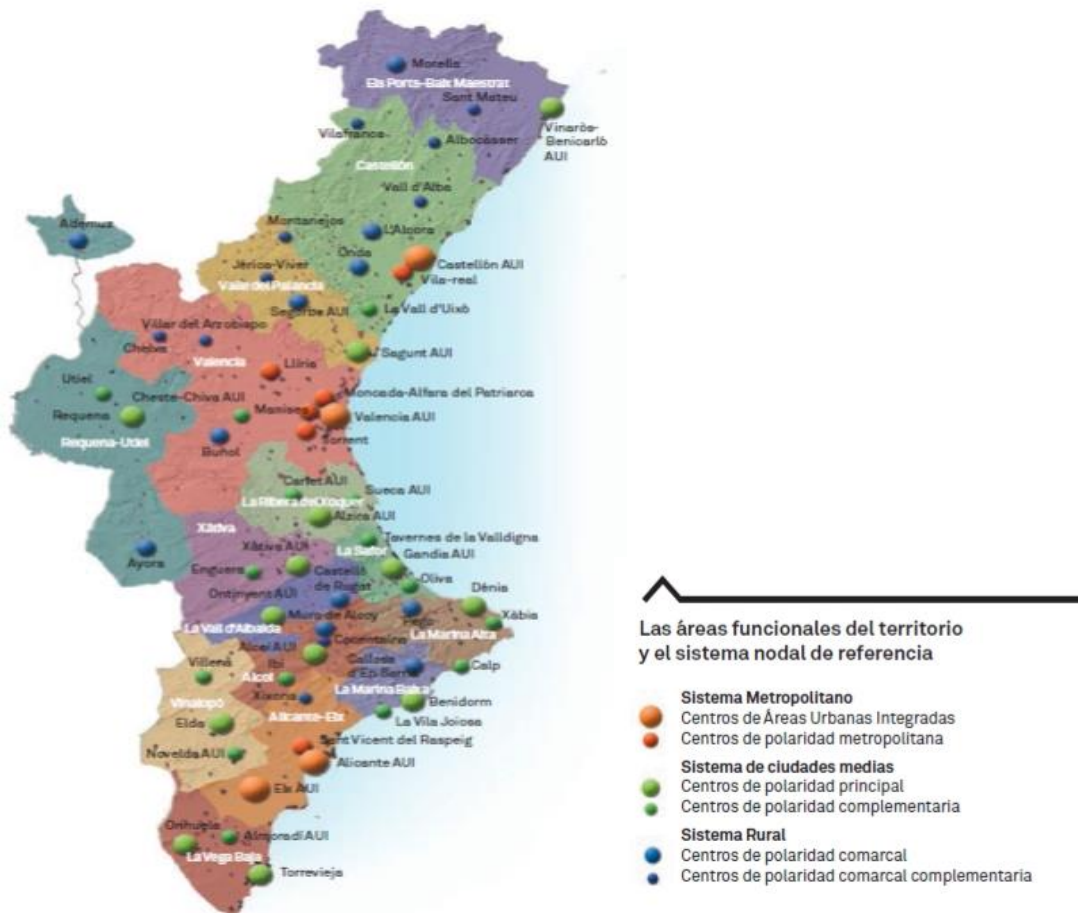 Morella
Els Ports-Baix Maestrat
Sant Mateu
Vinaròs-
Benicarló
AUI
Vilafranca
Albocàsser
Castellón
Vall d'Alba
Ademuz
Montanejos
L'Alcora
Onda
Castellón AUI
Vila-real
Jérica-Viver
Valle del Palancia
Segorbe AUI
La Vall d'Uixó
Villar del Arzobispo
Chelva
Sagunt AUI
Valencia
Llíria
Utiel
Cheste-Chiva AUI
Moncada-Alfara del Patriarca
Manises
Valencia AUI
Requena
Torrent
Requena-Utiel
Buñol
Carlet AUI
Sueca AUI
La Ribera del Xúquer
Alzira AUI
Xàtiva
Tavernes de la Valldigna
Xàtiva AUI
La Safor
Gandia AUI
Ayora
Enguera
Castelló
de Rugat
Oliva
Ontinyent AUI
Dénia
Pego
Xàbia
Muro de Alcoy
La Vall d'Albaida
La Marina Alta
Cocentaina
Alcoi AUI
Callosa
d'En Sarrià
Calp
Villena
Ibi
Alcoi
La Marina Baixa
Xixona
Benidorm
Vinalopó
Alicante-Elx
La Vila Joiosa
Elda
Sant Vicent del Raspeig
Novelda AUI
Alicante AUI
Elx AUI
Orihuela
Almoradí AUI
La Vega Baja
Torrevieja
Las áreas funcionales del territorio
y el sistema nodal de referencia
Sistema Metropolitano
Centros de Áreas Urbanas Integradas
Centros de polaridad metropolitana
Sistema de ciudades medias
Centros de polaridad principal
Centros de polaridad complementaria
Sistema Rural
Centros de polaridad comarcal
Centros de polaridad comarcal complementaria